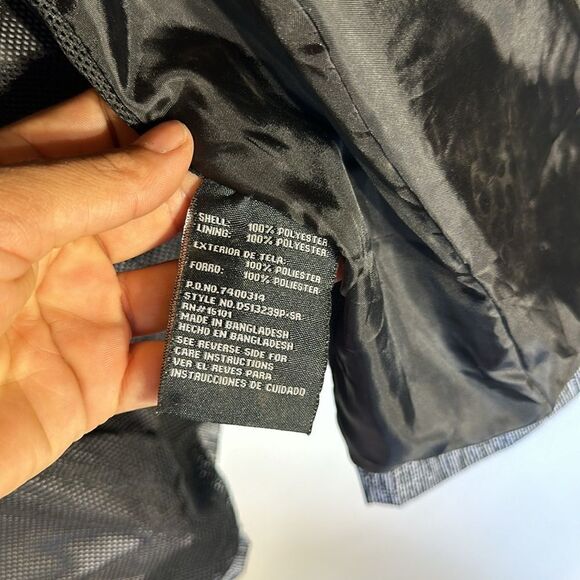 SHELL: 100% POLYESTER
LINING: 100% POLYESTER
EXTERIOR DE TELA:
100% POLIESTER
FORRO: 100% POLIESTER
P.O.NO.7400314
STYLE NO.DS13239P-SR
RN#16101
MADE IN BANGLADESH
HECHO EN BANGLADESH
SEE REVERSE SIDE FOR
CARE INSTRUCTIONS
VER EL REVES PARA
INSTRUCCIONES DE CUIDADO